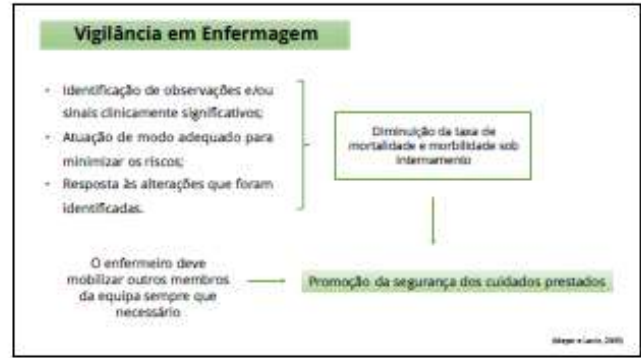 Vigilância em Enfermagem
• Identificação de observações e/ou
sinais clinicamente significativos;
• Atuação de modo adequado para
minimizar os riscos;
• Resposta às alterações que foram
identificadas.
Diminuição da taxa de
mortalidade e morbilidade sob
internamento
O enfermeiro deve
mobilizar outros membros
da equipa sempre que
necessário
Promoção da segurança dos cuidados prestados